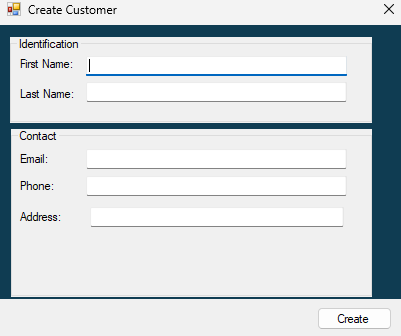 Create Customer
Identification
First Name:
Last Name:
Contact
Email:
Phone:
Address:
Create